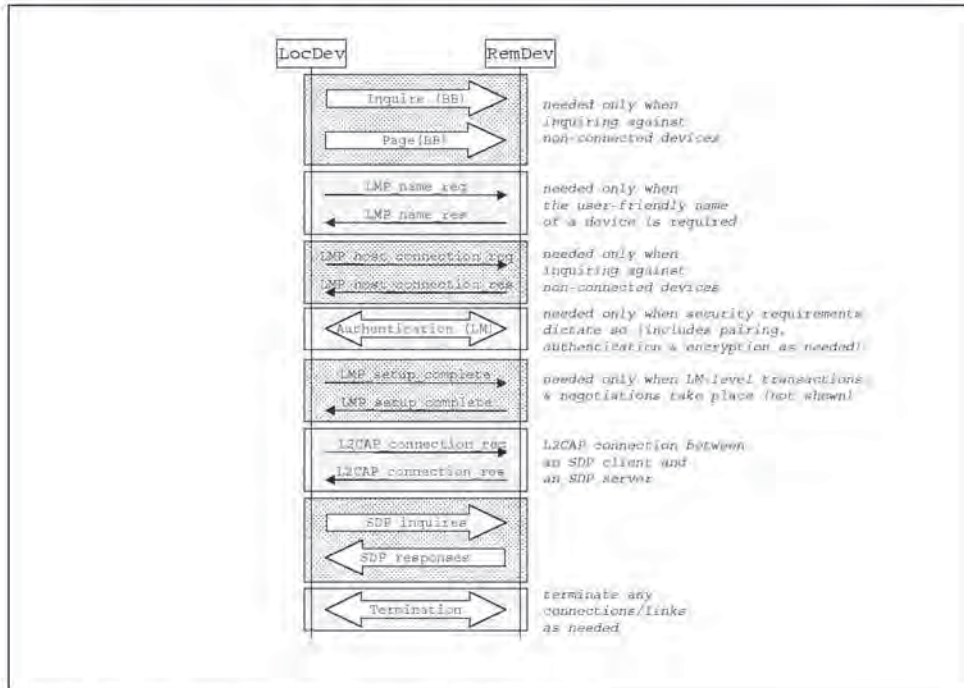 LocDev
RemDev
Inquire (BB)
Page(BB)
needed only when
inquiring against
non-connected devices
LMP_name_req
LMP_name_res
needed only when
the user-friendly name
of a device is required
LMP_host_connection_req
LMP_host_connection_res
needed only when
inquiring against
non-connected devices
Authentication (LM)
needed only when security requirements
dictate so (includes pairing,
authentication & encryption as needed)
LMP_setup_complete
LMP_setup_complete
needed only when LM-level transactions
& negotiations take place (not shown)
L2CAP_connection_req
L2CAP_connection_res
L2CAP connection between
an SDP client and
an SDP server
SDP inquires
SDP responses
Termination
terminate any
connections/links
as needed